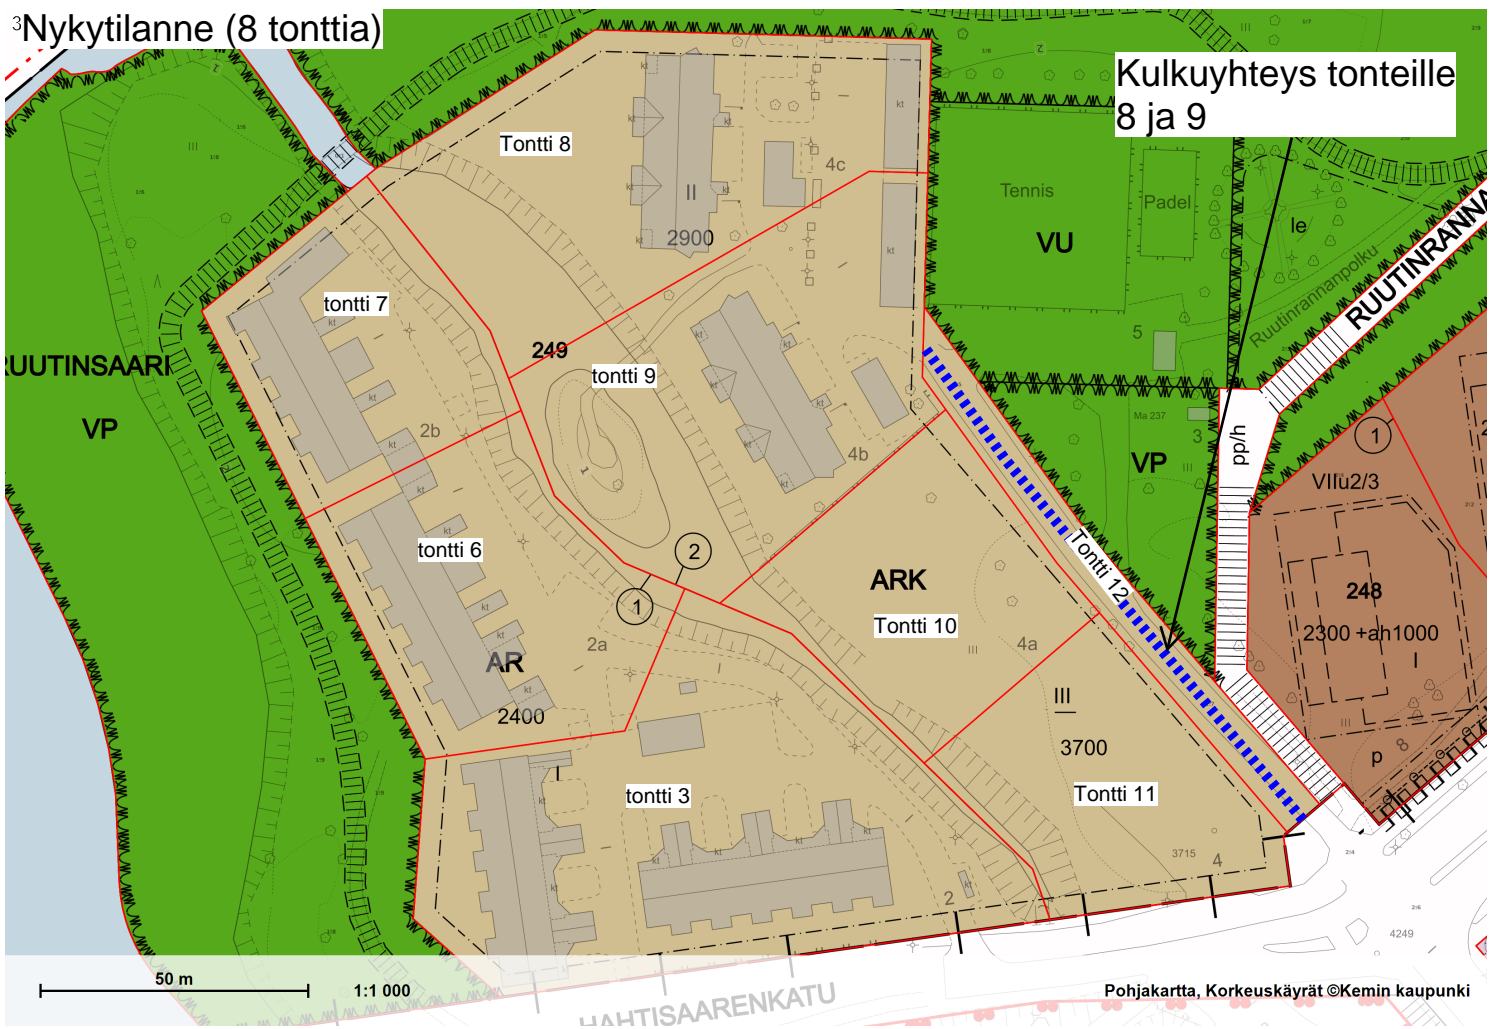 ³Nykytilanne (8 tonttia)
Kulkuyhteys tonteille
8 ja 9
Tontti 8
4c
II
2900
Tennis
Padel
VU
le
RUUTINRANNA
Ruutinrannanpolku
5
tontti 7
249
tontti 9
RUUTINSAARI
VP
2b
4b
Ma 237
3
VP
III
pp/h
1
VIIu2/3
248
2300 +ah1000
I
III
p
8
tontti 6
2
1
Tontti 12
ARK
Tontti 10
III
4a
AR
2a
2400
III
3700
Tontti 11
I
tontti 3
3715
4
2
4249
50 m
1:1 000
HAHTISAARENKATU
Pohjakartta, Korkeuskäyrät ©Kemin kaupunki